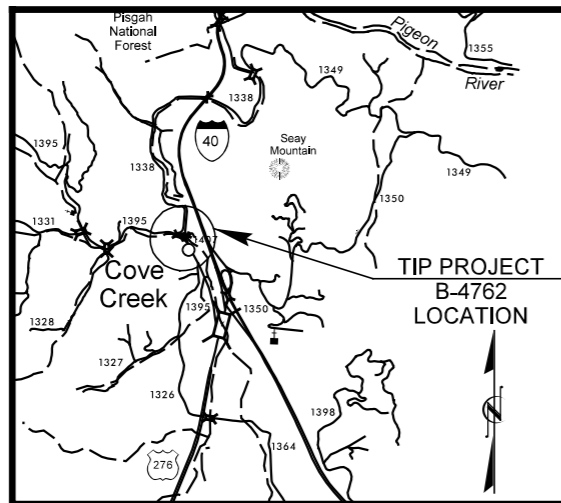 Pisgah
National
Forest
Pigeon
River
1355
1349
1338
40
Seay
Mountain
1395
1338
1349
1350
1331
1395
1407
Cove
Creek
TIP PROJECT
B-4762
LOCATION
1395
1350
1328
1327
1326
1398
N
276
1364